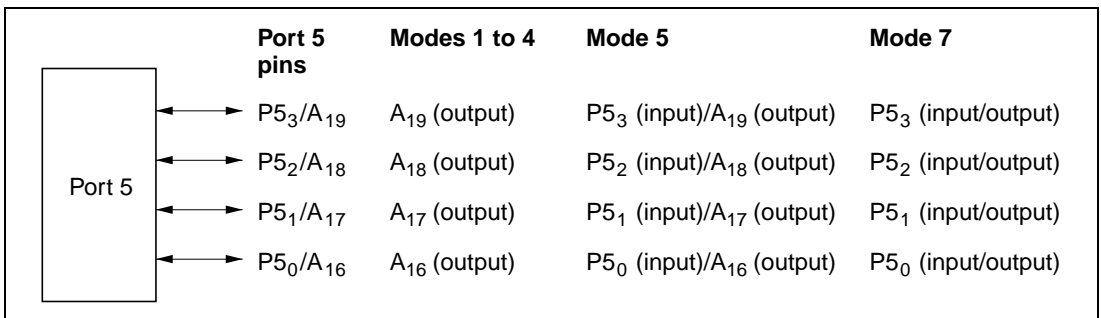 Port 5 pins Modes 1 to 4 Mode 5 Mode 7
Port 5
P5₃/A₁₉ A₁₉ (output) P5₃ (input)/A₁₉ (output) P5₃ (input/output)
P5₂/A₁₈ A₁₈ (output) P5₂ (input)/A₁₈ (output) P5₂ (input/output)
P5₁/A₁₇ A₁₇ (output) P5₁ (input)/A₁₇ (output) P5₁ (input/output)
P5₀/A₁₆ A₁₆ (output) P5₀ (input)/A₁₆ (output) P5₀ (input/output)